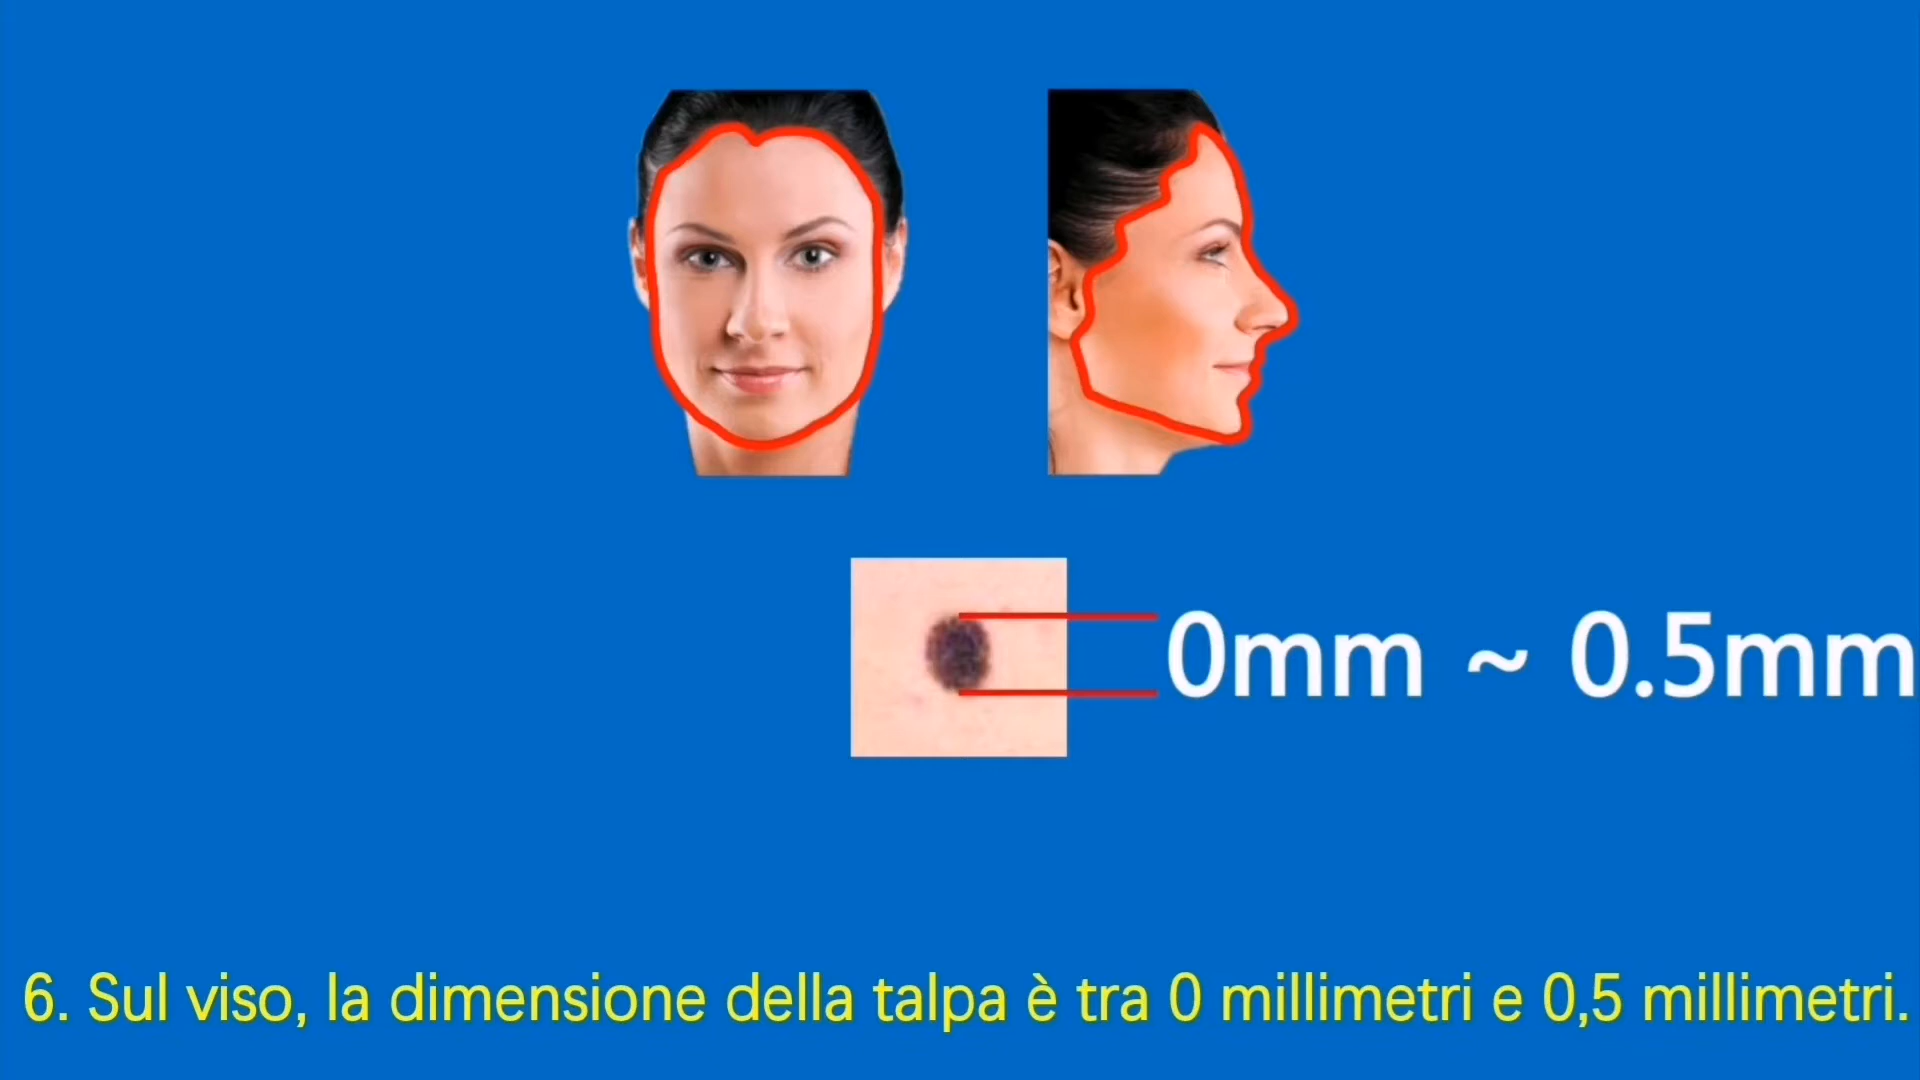 0mm ~ 0.5mm
6. Sul viso, la dimensione della talpa è tra 0 millimetri e 0,5 millimetri.